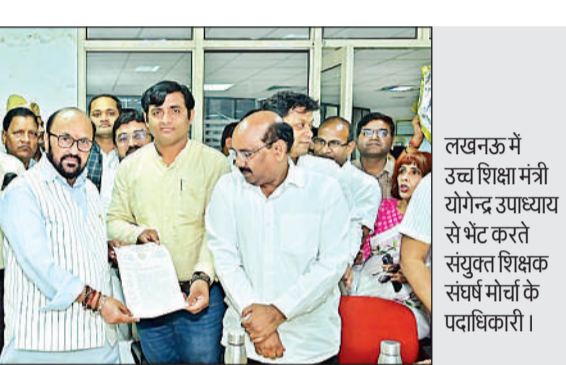 लखनऊ में
उच्च शिक्षा मंत्री
योगेन्द्र उपाध्याय
से भेंट करते
संयुक्त शिक्षक
संघर्ष मोर्चा के
पदाधिकारी ।